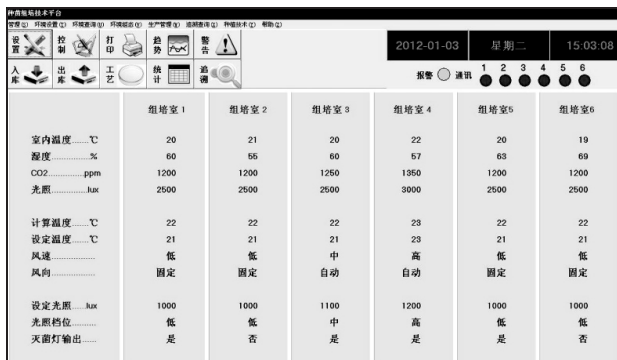 种苗组培技术平台
管理(G) 环境设置(I) 环境查询(U) 环境组态(E) 生产管理(V) 追溯查询(Z) 种植技术(Y) 帮助(Z)
设置 控制 打印 趋势 警告 2012-01-03 星期二 15:03:08
入库 出库 工艺 统计 追溯 报警 通讯 1 2 3 4 5 6
组培室1 组培室2 组培室3 组培室4 组培室5 组培室6
室内温度.......℃ 20 21 20 22 20 19
湿度...............% 60 55 60 57 63 69
CO2..........ppm 1200 1200 1250 1350 1200 1200
光照.............lux 2500 2500 2500 3000 2500 2500
计算温度.......℃ 22 22 22 23 22 22
设定温度.......℃ 21 21 21 23 21 21
风速............... 低 低 中 高 低 低
风向............... 固定 固定 自动 自动 固定 固定
设定光照.....lux 1000 1000 1100 1200 1000 1000
光照档位......... 低 低 中 高 低 低
灭菌灯输出...... 是 否 是 是 是 否